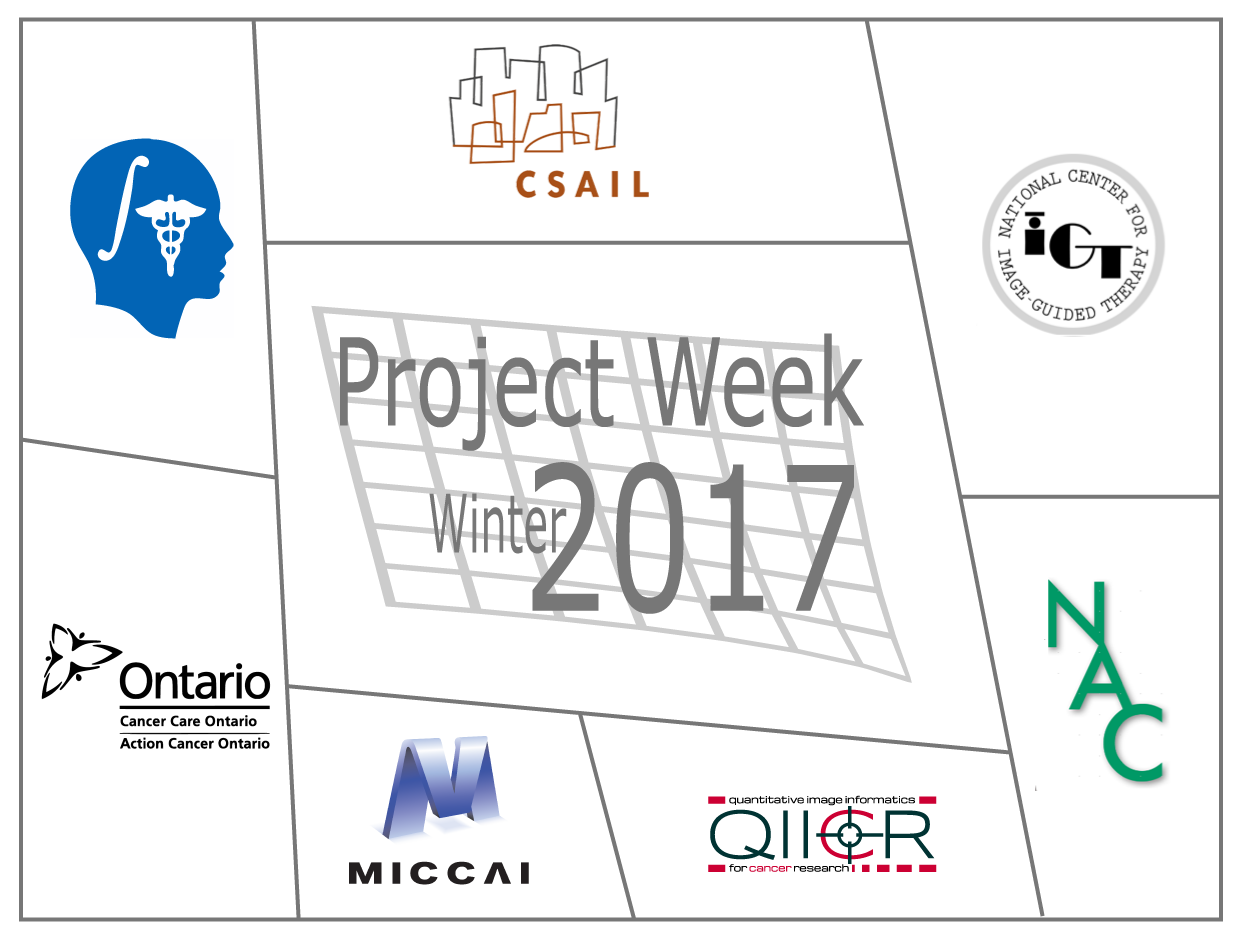 CSAIL
NATIONAL CENTER FOR
iGT
IMAGE-GUIDED THERAPY
Project Week
Winter 2017
Ontario
Cancer Care Ontario
Action Cancer Ontario
NAC
MICCAI
quantitative image informatics
QIICR
for cancer research